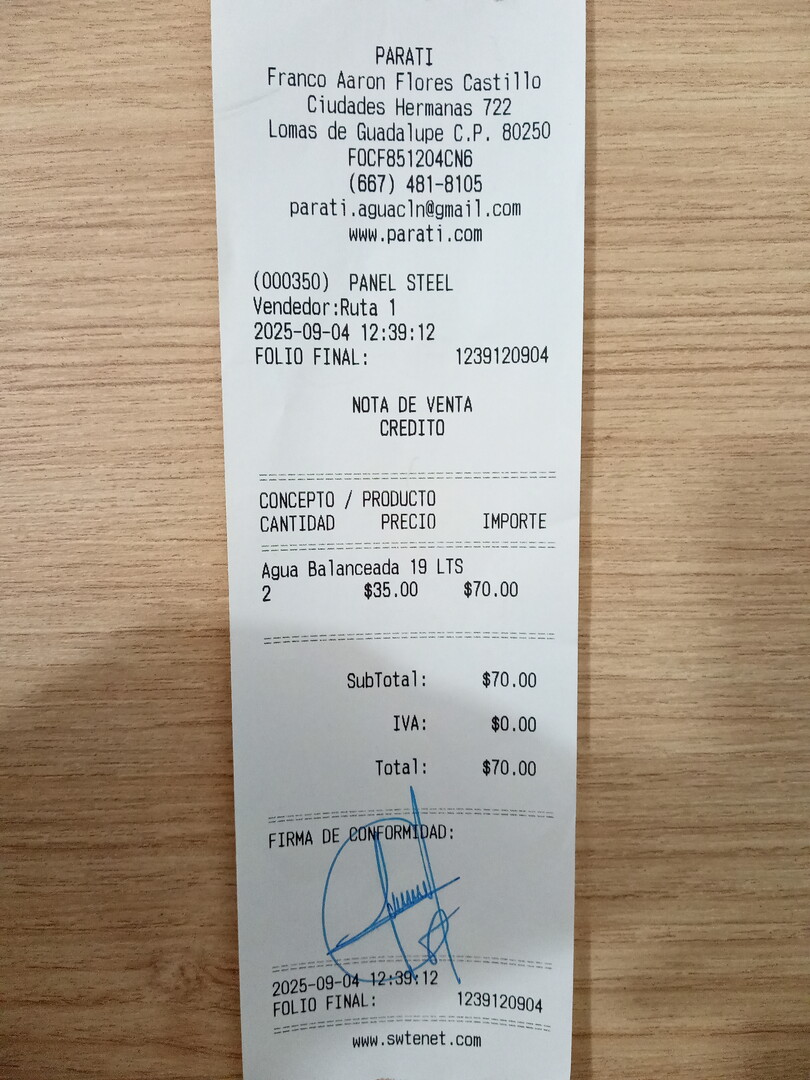 PARATI
Franco Aaron Flores Castillo
Ciudades Hermanas 722
Lomas de Guadalupe C.P. 80250
FOCF851204CN6
(667) 481-8105
parati.aguacln@gmail.com
www.parati.com
(000350) PANEL STEEL
Vendedor:Ruta 1
2025-09-04 12:39:12
FOLIO FINAL: 1239120904
NOTA DE VENTA
CREDITO
CONCEPTO / PRODUCTO
CANTIDAD PRECIO IMPORTE
Agua Balanceada 19 LTS
2 $35.00 $70.00
SubTotal: $70.00
IVA: $0.00
Total: $70.00
FIRMA DE CONFORMIDAD:
2025-09-04 12:39:12
FOLIO FINAL: 1239120904
www.swtenet.com